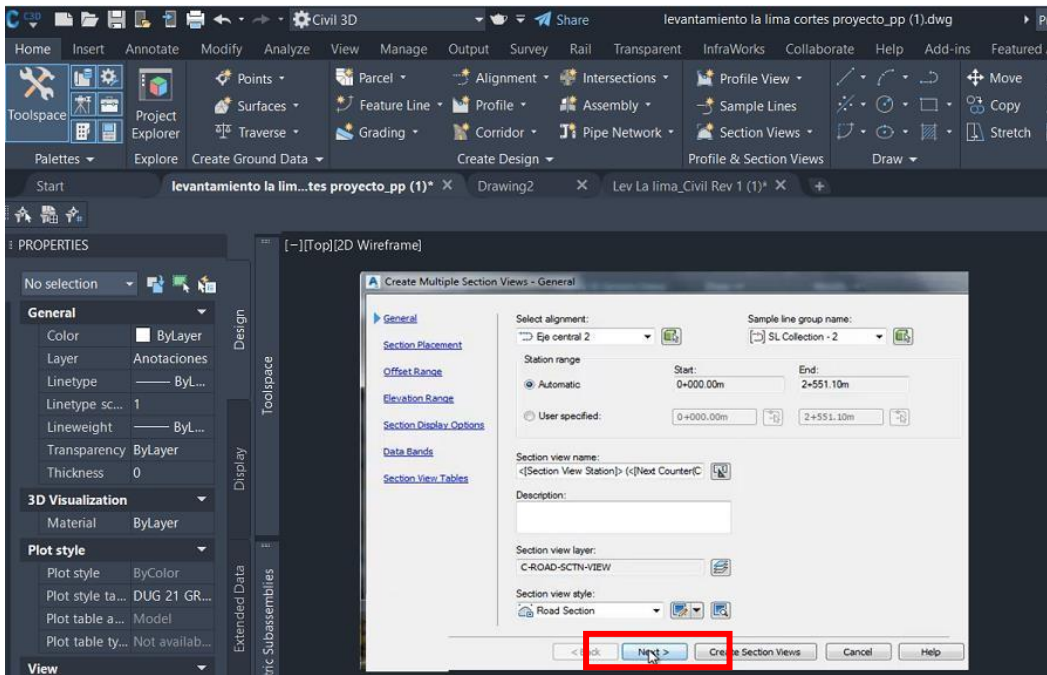 C3D Civil 3D Share levantamiento la lima cortes proyecto_pp (1).dwg
Home Insert Annotate Modify Analyze View Manage Output Survey Rail Transparent InfraWorks Collaborate Help Add-ins Featured
Toolspace Project Explorer Points Parcel Alignment Intersections Profile View Move
Surfaces Feature Line Profile Assembly Sample Lines Copy
Traverse Grading Corridor Pipe Network Section Views Stretch
Palettes Explore Create Ground Data Create Design Profile & Section Views Draw
Start levantamiento la lim...tes proyecto_pp (1)* Drawing2 Lev La lima_Civil Rev 1 (1)*
PROPERTIES [−][Top][2D Wireframe]
No selection
General
Color ByLayer
Layer Anotaciones
Linetype ByL...
Linetype sc... 1
Lineweight ByL...
Transparency ByLayer
Thickness 0
3D Visualization
Material ByLayer
Plot style
Plot style ByColor
Plot style ta... DUG 21 GR...
Plot table a... Model
Plot table ty... Not availab...
View
Design
Display
Extended Data
Toolspace
ric Subassemblies
Create Multiple Section Views - General
General
Section Placement
Offset Range
Elevation Range
Section Display Options
Data Bands
Section View Tables
Select alignment: Sample line group name:
Eje central 2 SL Collection - 2
Station range
Start: End:
Automatic 0+000.00m 2+551.10m
User specified: 0+000.00m 2+551.10m
Section view name:
<[Section View Station]> (<[Next Counter(C
Description:
Section view layer:
C-ROAD-SCTN-VIEW
Section view style:
Road Section
Next > Create Section Views Cancel Help